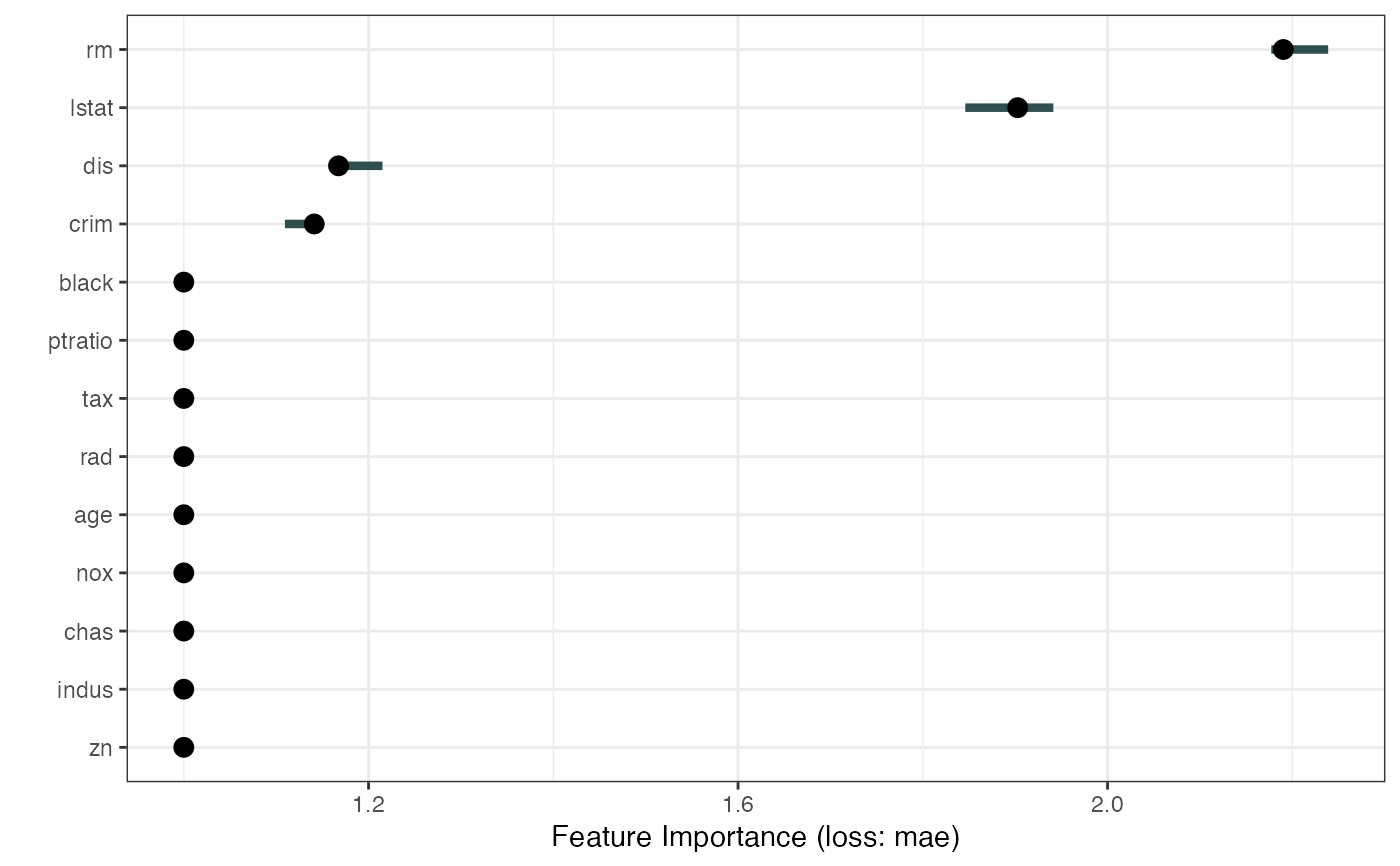 rm
lstat
dis
crim
black
ptratio
tax
rad
age
nox
chas
indus
zn
1.2 1.6 2.0
Feature Importance (loss: mae)